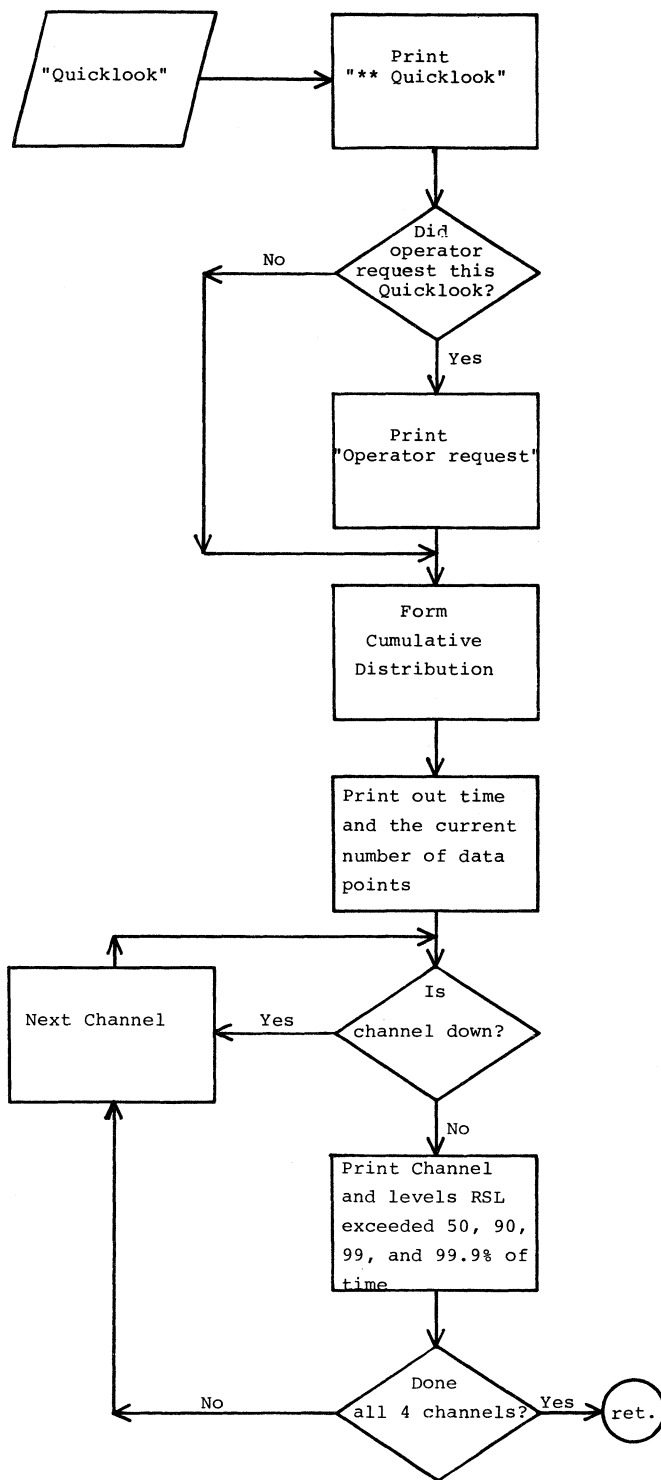 "Quicklook"
Print
"** Quicklook"
Did
operator
request this
Quicklook?
No
Yes
Print
"Operator request"
Form
Cumulative
Distribution
Print out time
and the current
number of data
points
Is
channel down?
Yes
Next Channel
No
Print Channel
and levels RSL
exceeded 50, 90,
99, and 99.9% of
time
Done
all 4 channels?
No
Yes
ret.